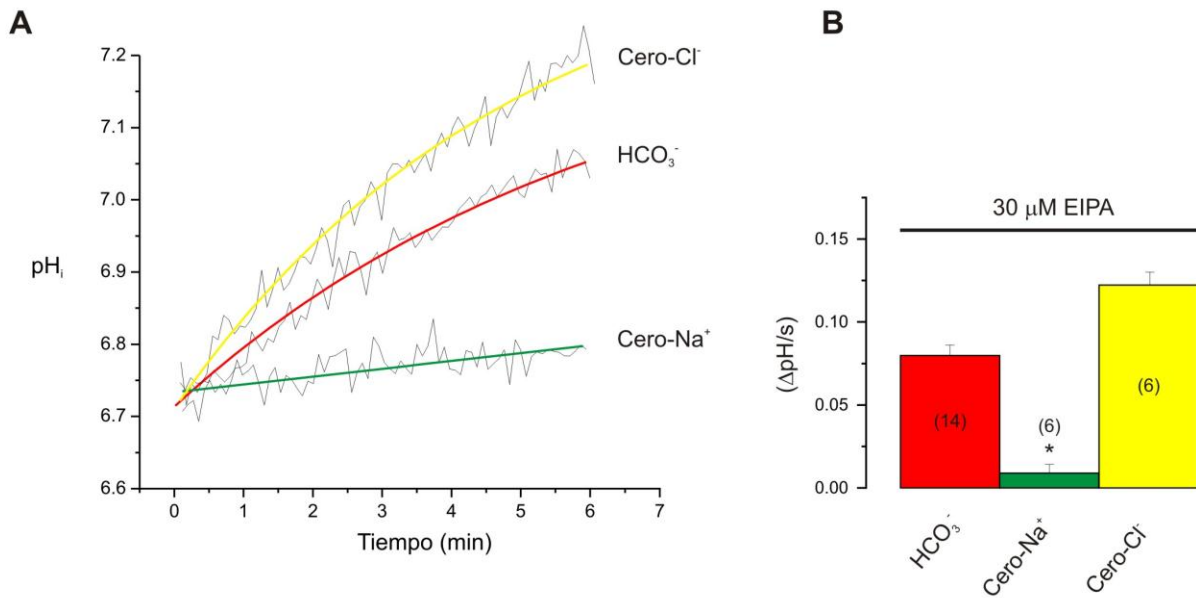 A
pHᵢ
7.2
7.1
7.0
6.9
6.8
6.7
6.6
0
1
2
3
4
5
6
7
Tiempo (min)
Cero-Cl⁻
HCO₃⁻
Cero-Na⁺
B
30 μM EIPA
(ΔpH/s)
0.15
0.10
0.05
0.00
(14)
(6)
*
(6)
HCO₃⁻
Cero-Na⁺
Cero-Cl⁻